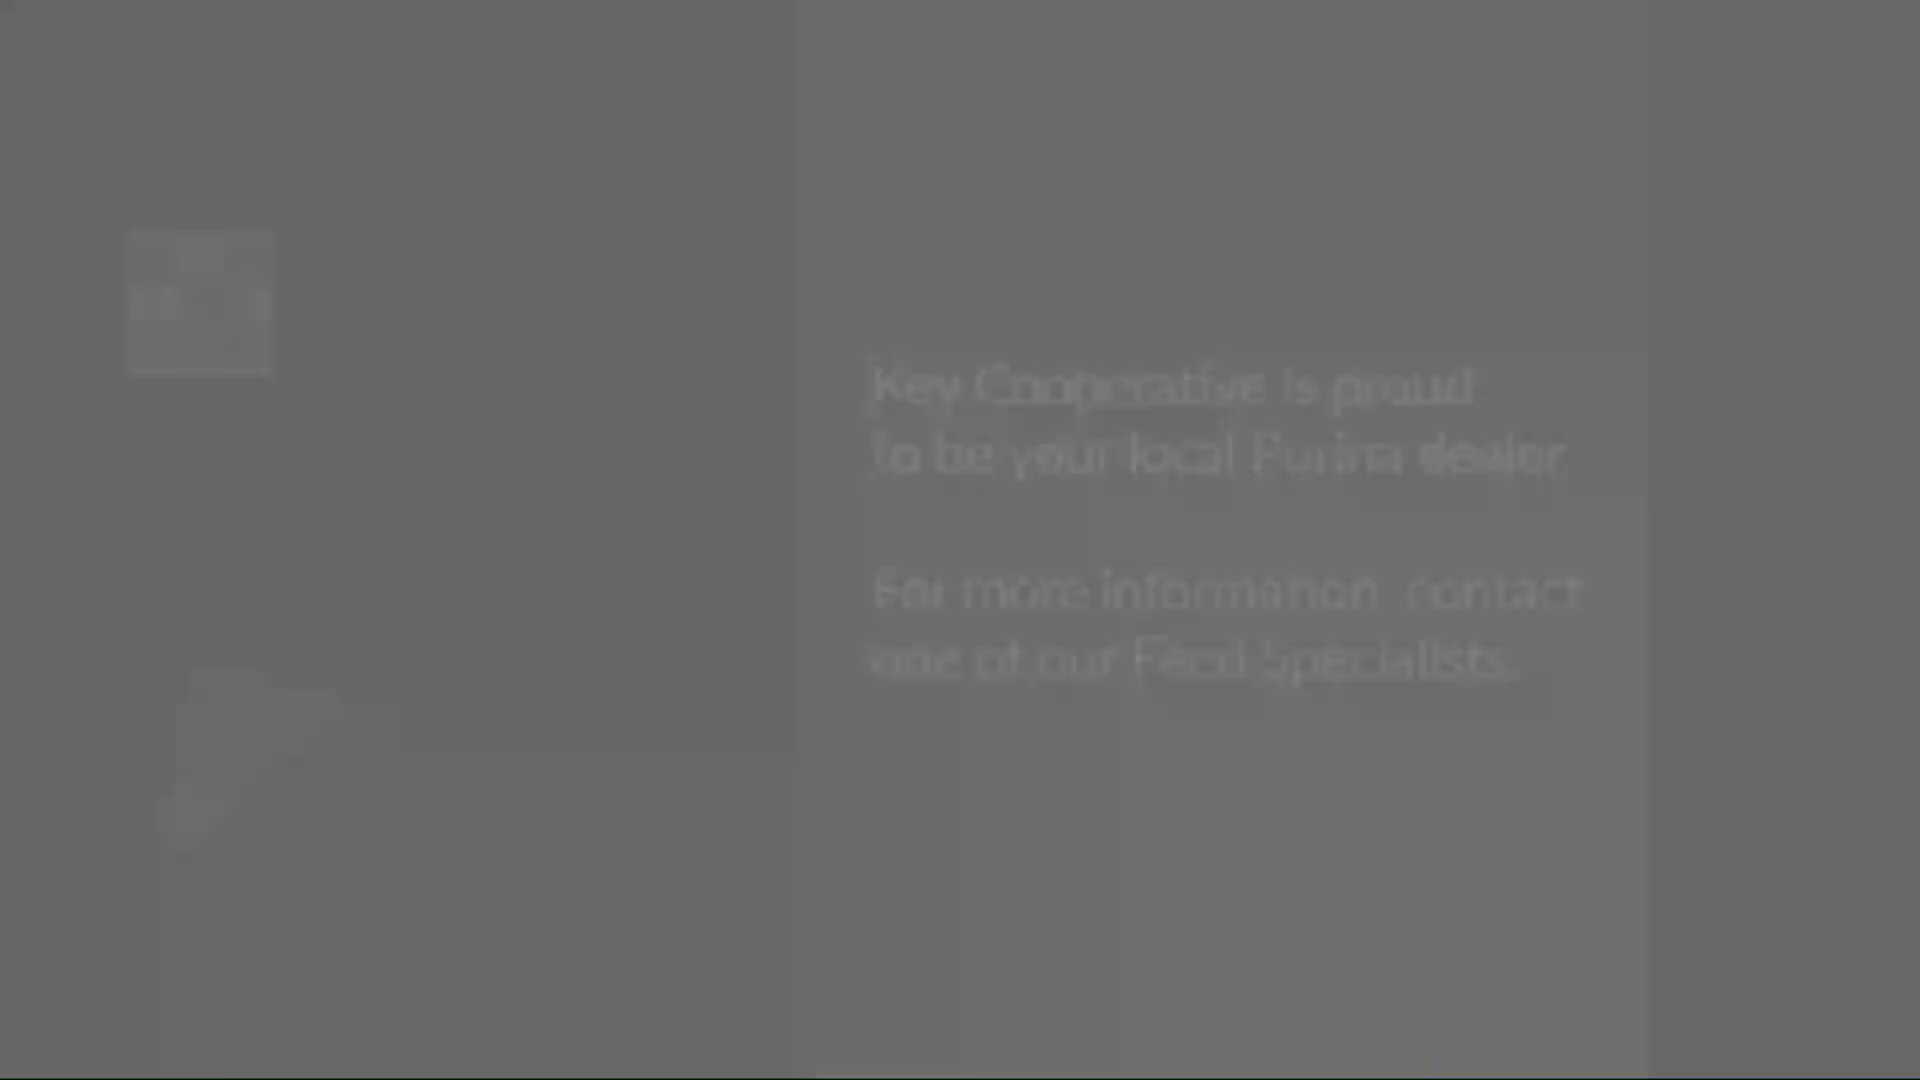 Key Cooperative is proud
to be your local Purina dealer
For more information, contact
one of our Feed Specialists.